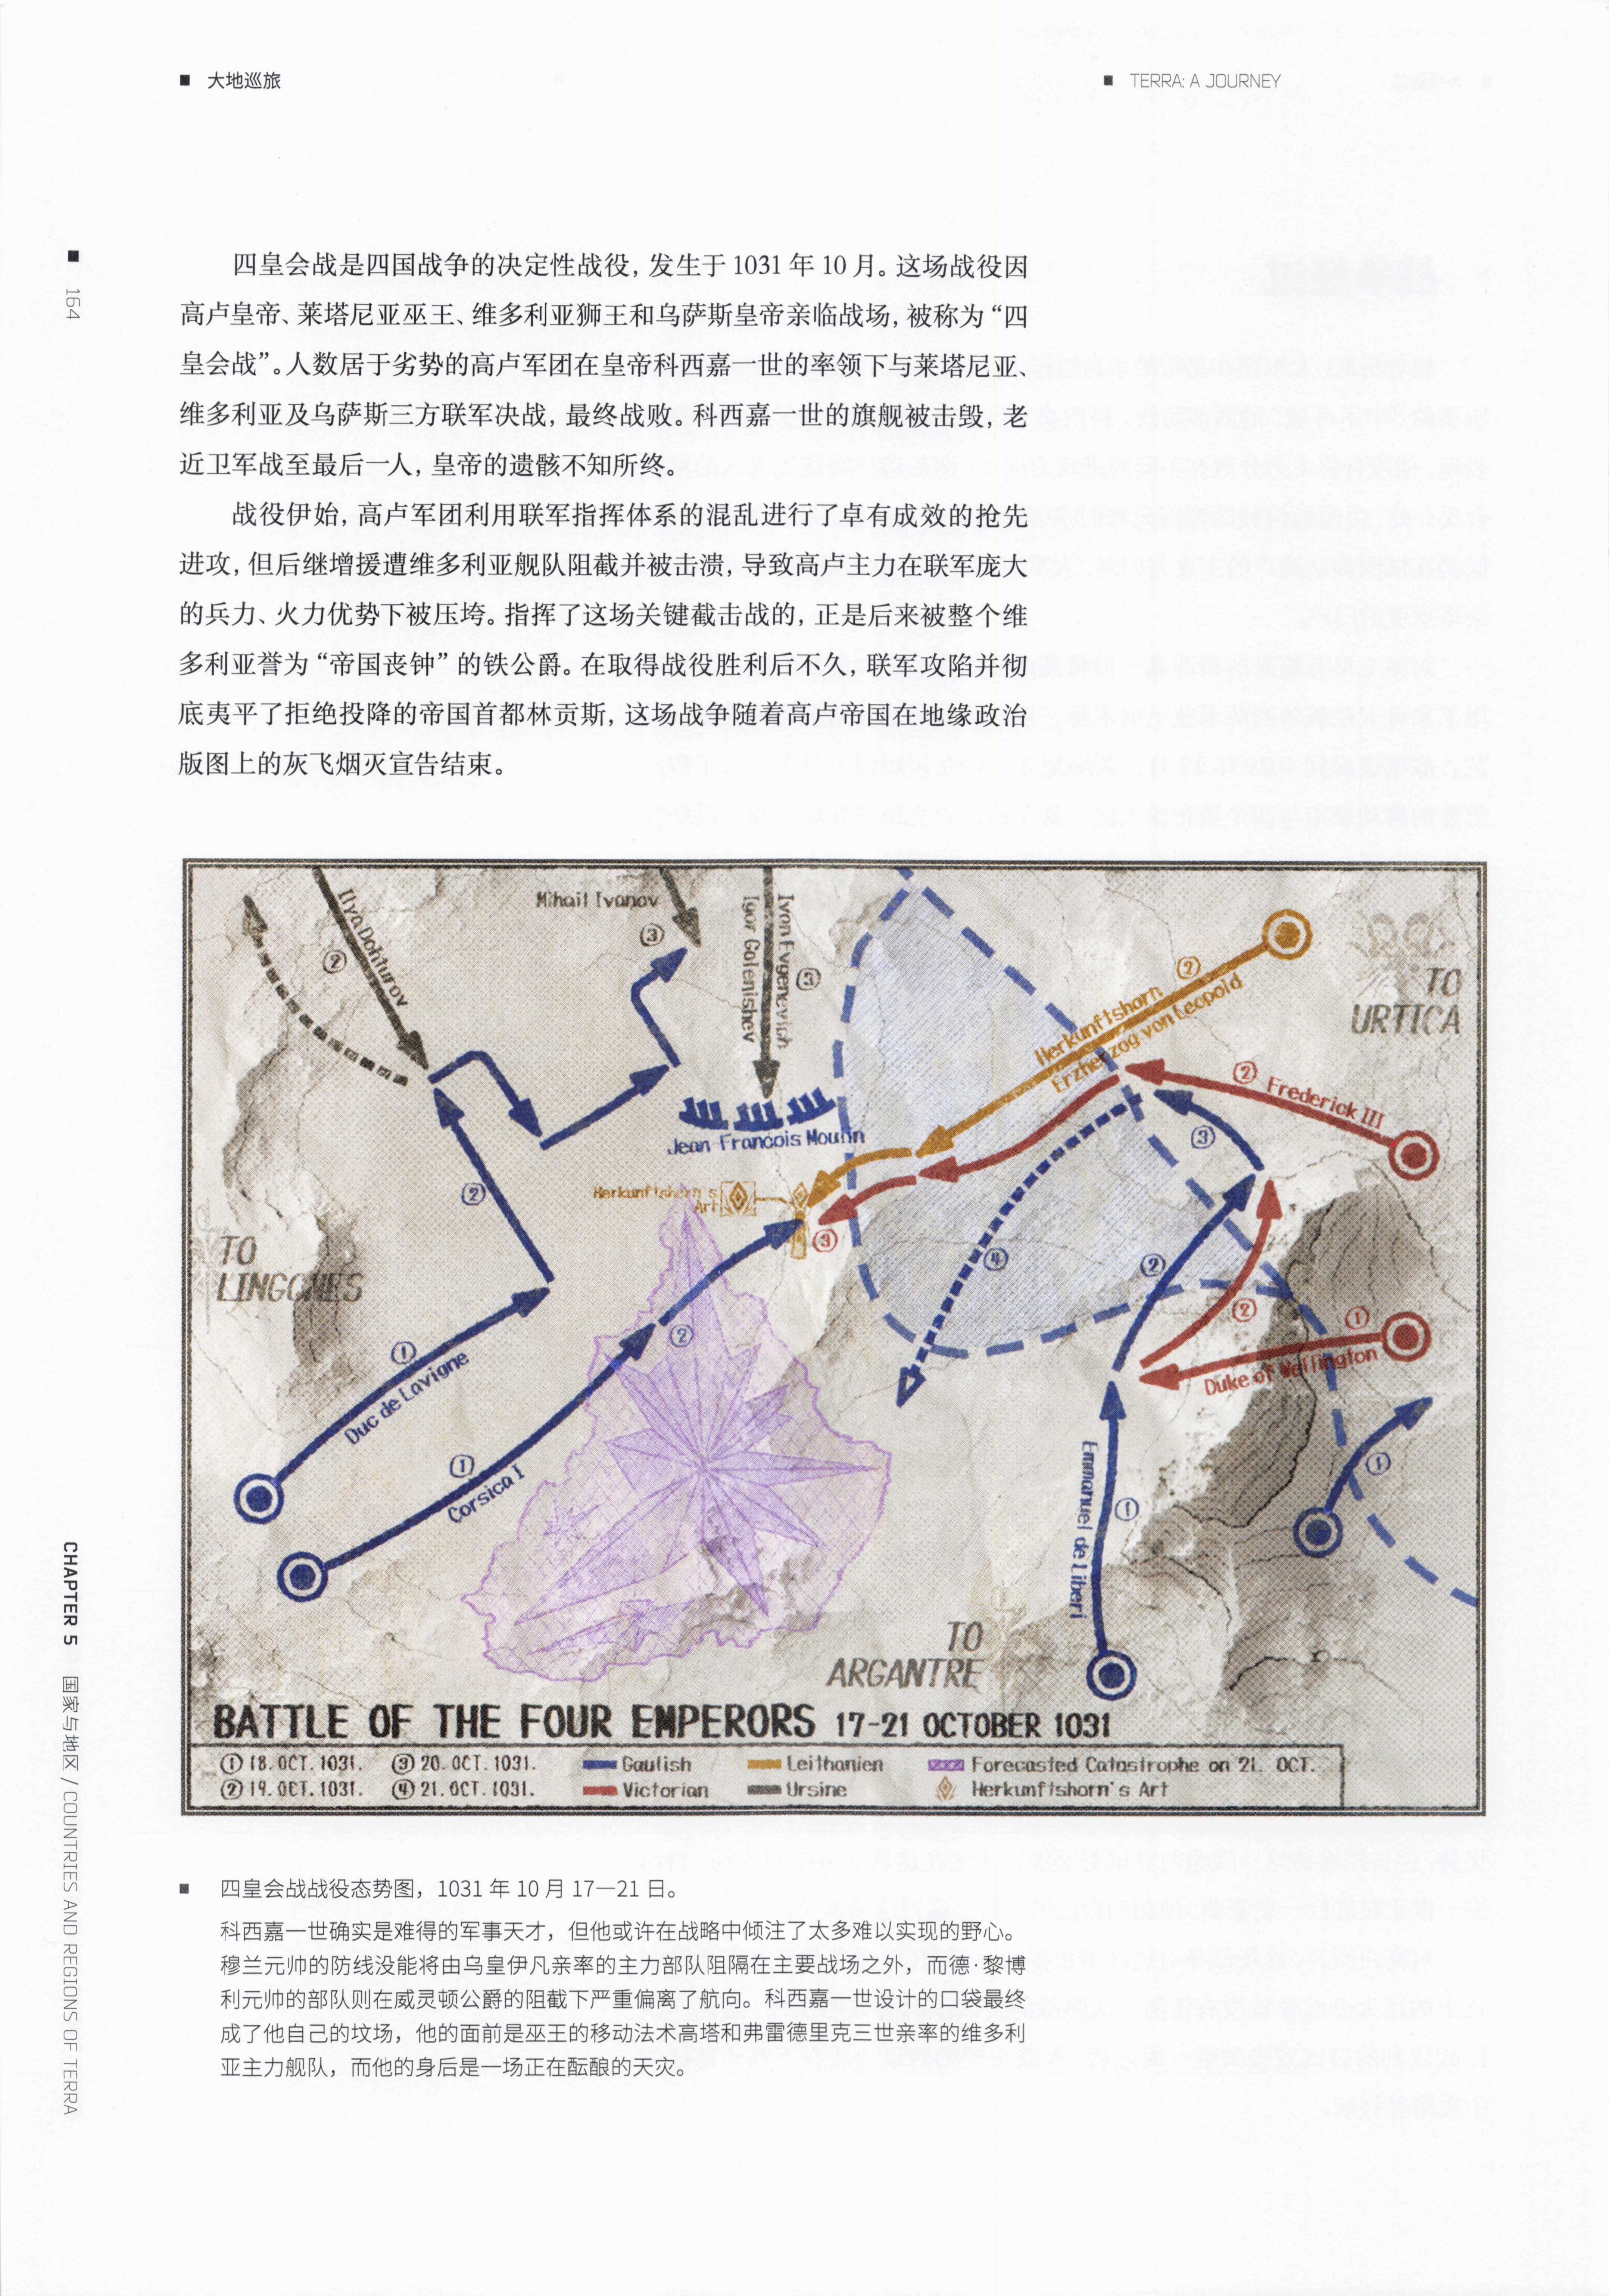 大地巡旅
TERRA: A JOURNEY
164
四皇会战是四国战争的决定性战役，发生于 1031 年 10 月。这场战役因
高卢皇帝、莱塔尼亚巫王、维多利亚狮王和乌萨斯皇帝亲临战场，被称为“四
皇会战”。人数居于劣势的高卢军团在皇帝科西嘉一世的率领下与莱塔尼亚、
维多利亚及乌萨斯三方联军决战，最终战败。科西嘉一世的旗舰被击毁，老
近卫军战至最后一人，皇帝的遗骸不知所终。
战役伊始，高卢军团利用联军指挥体系的混乱进行了卓有成效的抢先
进攻，但后继增援遭维多利亚舰队阻截并被击溃，导致高卢主力在联军庞大
的兵力、火力优势下被压垮。指挥了这场关键截击战的，正是后来被整个维
多利亚誉为“帝国丧钟”的铁公爵。在取得战役胜利后不久，联军攻陷并彻
底夷平了拒绝投降的帝国首都林贡斯，这场战争随着高卢帝国在地缘政治
版图上的灰飞烟灭宣告结束。
Ilya Dohturov
②
Mihail Ivanov
③
Ivan Evgenevich
Igor Golenishev
③
②
Herkunftshorn
Erzherzog von Leopold
TO
URTICA
② Frederick III
③
Jean Francois Moulin
Herkunftshorn's
Art
③
②
④
②
②
TO
LINGONES
①
Duc de Lavigne
②
①
Corsica I
①
Duke of Wellington
①
Emmanuel de Liberi
①
TO
ARGANTRE
BATTLE OF THE FOUR EMPERORS 17-21 OCTOBER 1031
① 18. OCT. 1031. ③ 20. OCT. 1031. Gaulish Leithanien Forecasted Catastrophe on 21. OCT.
② 19. OCT. 1031. ④ 21. OCT. 1031. Victorian Ursine Herkunftshorn's Art
四皇会战战役态势图，1031 年 10 月 17—21 日。
科西嘉一世确实是难得的军事天才，但他或许在战略中倾注了太多难以实现的野心。
穆兰元帅的防线没能将由乌皇伊凡亲率的主力部队阻隔在主要战场之外，而德·黎博
利元帅的部队则在威灵顿公爵的阻截下严重偏离了航向。科西嘉一世设计的口袋最终
成了他自己的坟场，他的面前是巫王的移动法术高塔和弗雷德里克三世亲率的维多利
亚主力舰队，而他的身后是一场正在酝酿的天灾。
CHAPTER 5 国家与地区 / COUNTRIES AND REGIONS OF TERRA